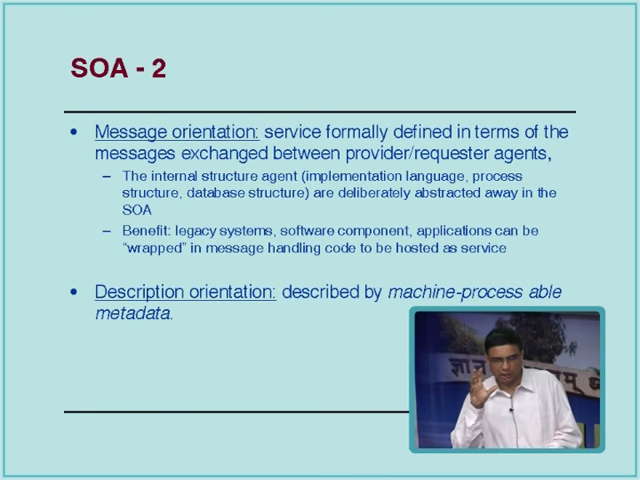 SOA - 2
• Message orientation: service formally defined in terms of the
messages exchanged between provider/requester agents,
– The internal structure agent (implementation language, process
structure, database structure) are deliberately abstracted away in the
SOA
– Benefit: legacy systems, software component, applications can be
“wrapped” in message handling code to be hosted as service
• Description orientation: described by machine-process able
metadata.
ज्ञान